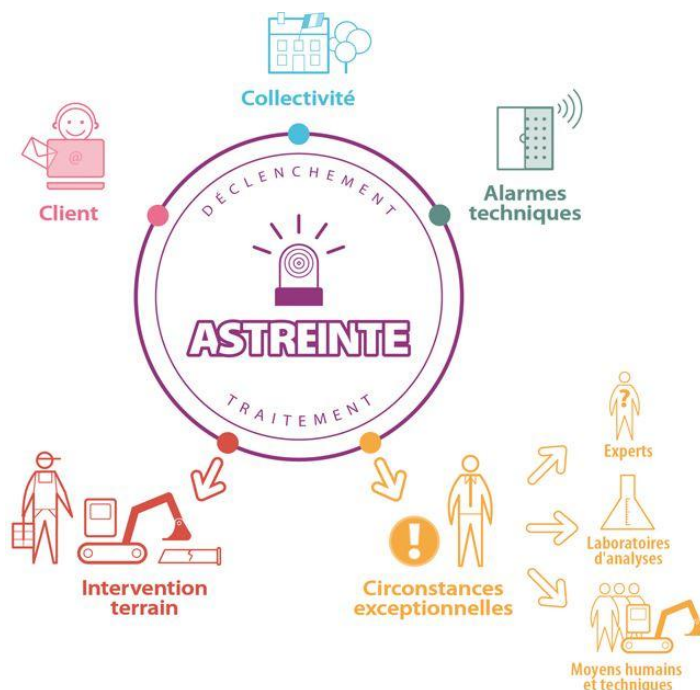 Collectivité
Client
Alarmes
techniques
DÉCLENCHEMENT
@
ASTREINTE
TRAITEMENT
?
Experts
Laboratoires
d'analyses
!
Intervention
terrain
Circonstances
exceptionnelles
Moyens humains
et techniques